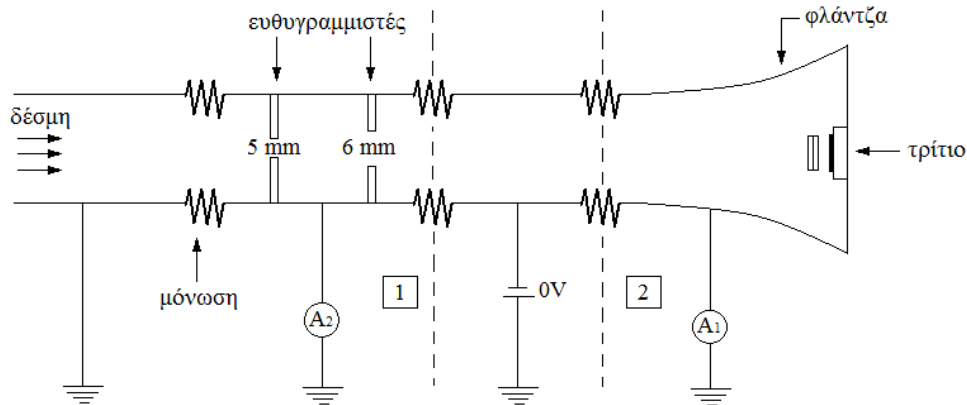 φλάντζα
ευθυγραμμιστές
δέσμη
5 mm
6 mm
τρίτιο
μόνωση
1
0V
2
A2
A1